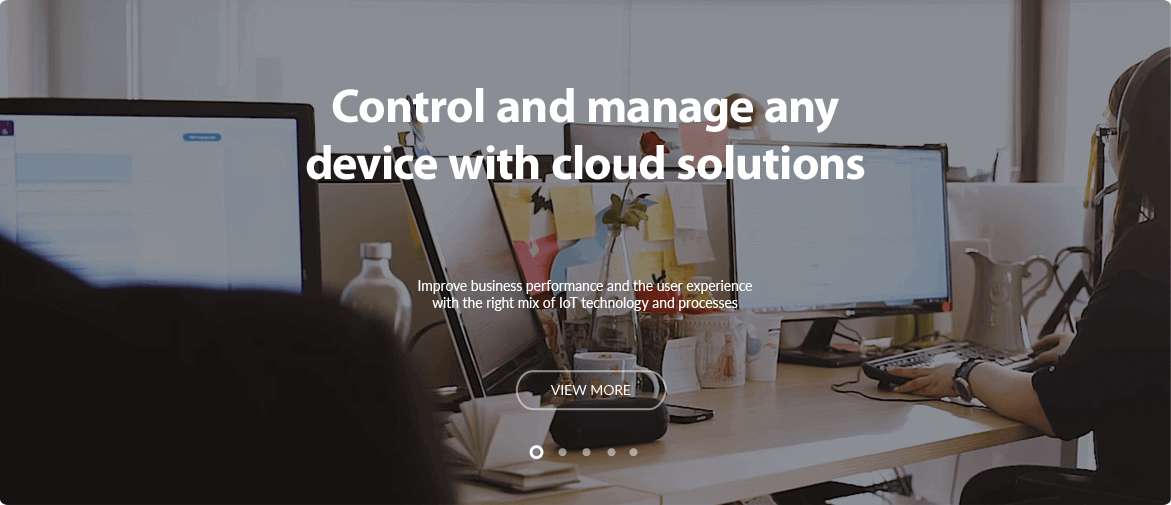 Control and manage any
device with cloud solutions
Improve business performance and the user experience
with the right mix of IoT technology and processes
VIEW MORE